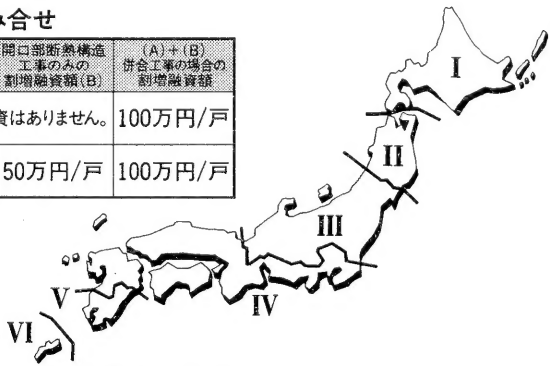 み合せ
開口部断熱構造
工事のみの
割増融資額(B)
(A)+(B)
併合工事の場合の
割増融資額
資はありません。
100万円/戸
50万円/戸
100万円/戸
I
II
III
IV
V
VI